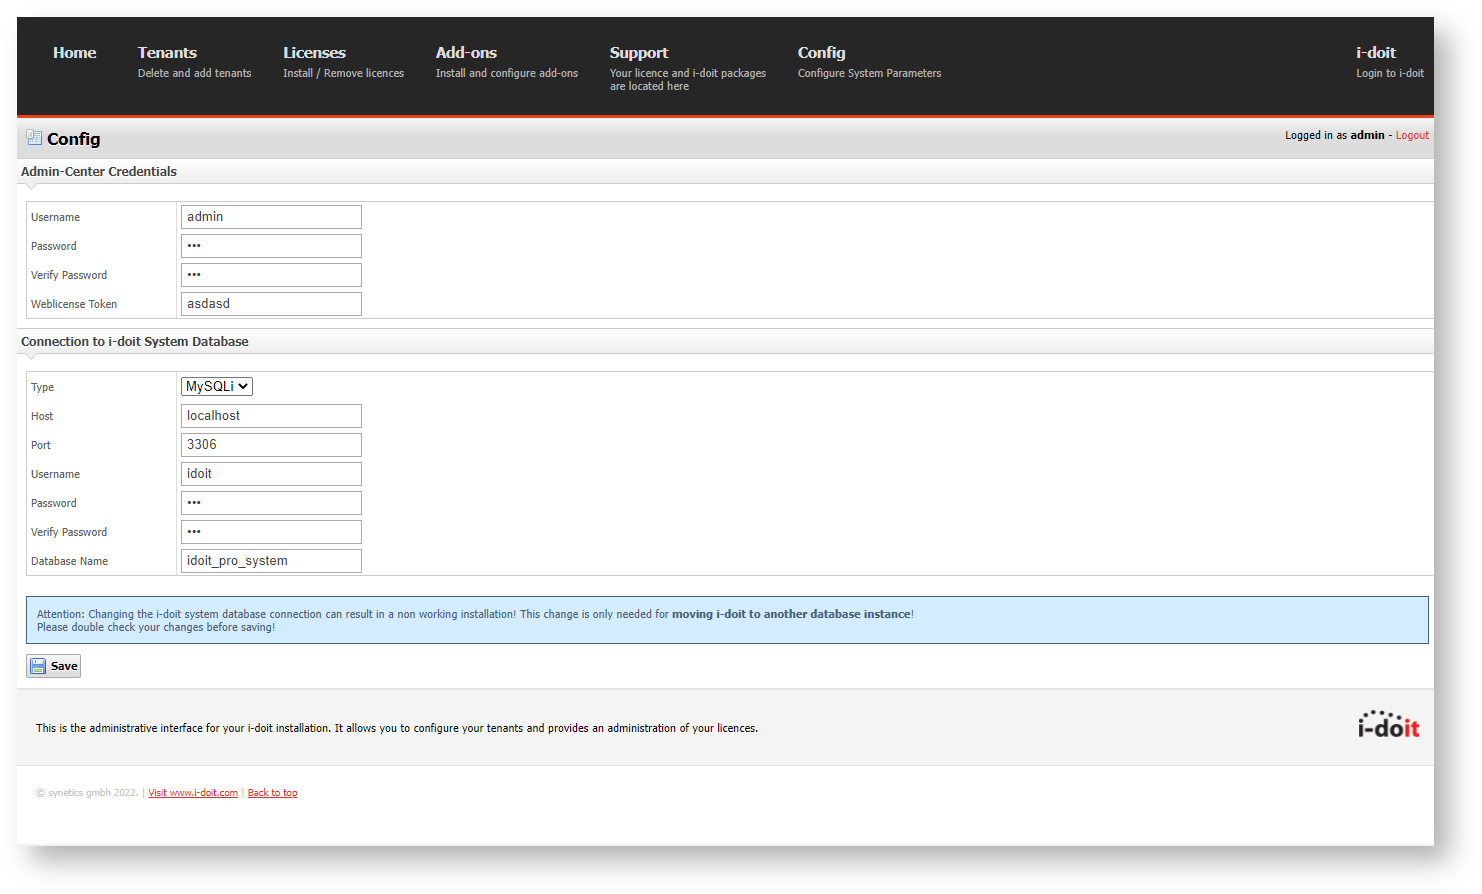 Home
Tenants
Delete and add tenants
Licenses
Install / Remove licences
Add-ons
Install and configure add-ons
Support
Your licence and i-doit packages
are located here
Config
Configure System Parameters
i-doit
Login to i-doit
Config
Logged in as admin - Logout
Admin-Center Credentials
Username admin
Password •••
Verify Password •••
Weblicense Token asdasd
Connection to i-doit System Database
Type MySQLi
Host localhost
Port 3306
Username idoit
Password •••
Verify Password •••
Database Name idoit_pro_system
Attention: Changing the i-doit system database connection can result in a non working installation! This change is only needed for moving i-doit to another database instance!
Please double check your changes before saving!
Save
This is the administrative interface for your i-doit installation. It allows you to configure your tenants and provides an administration of your licences.
i-doit
© synetics gmbh 2022. | Visit www.i-doit.com | Back to top